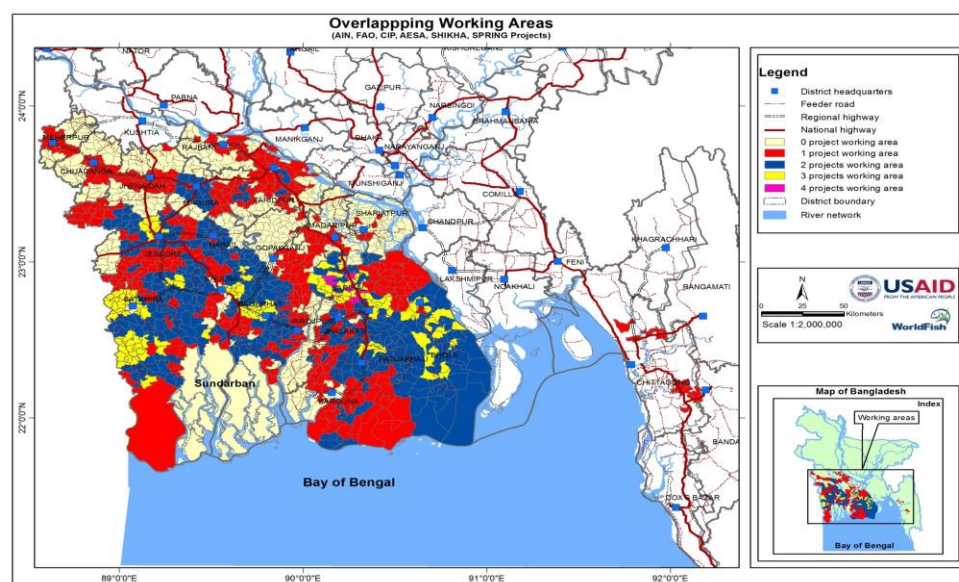 Overlappping Working Areas
(AIN, FAO, CIP, AESA, SHIKHA, SPRING Projects)
24°0'0"N
23°0'0"N
22°0'0"N
89°0'0"E
90°0'0"E
91°0'0"E
92°0'0"E
NATOR
PABNA
KUSHTIA
CHUADANGA
JHENAIDAH
MANIKGANJ
GAZIPUR
NARSINGDI
DHAKA
NARAYANGANJ
BRAHMANBARIA
MUNSHIGANJ
COMILLA
SHARIATPUR
CHANDPUR
MADARIPUR
GOPALGANJ
LAKSHMIPUR
NOAKHALI
FENI
KHAGRACHHARI
RANGAMATI
PATUAKHALI
BHOLA
BARGUNA
CHITTAGONG
BANDA
COX'S BAZAR
Sundarban
Bay of Bengal
Legend
District headquarters
Feeder road
Regional highway
National highway
0 project working area
1 project working area
2 projects working area
3 projects working area
4 projects working area
District boundary
River network
N
0 25 50
Kilometers
Scale 1:2,000,000
USAID
FROM THE AMERICAN PEOPLE
WorldFish
Map of Bangladesh
Index
Working areas
Bay of Bengal